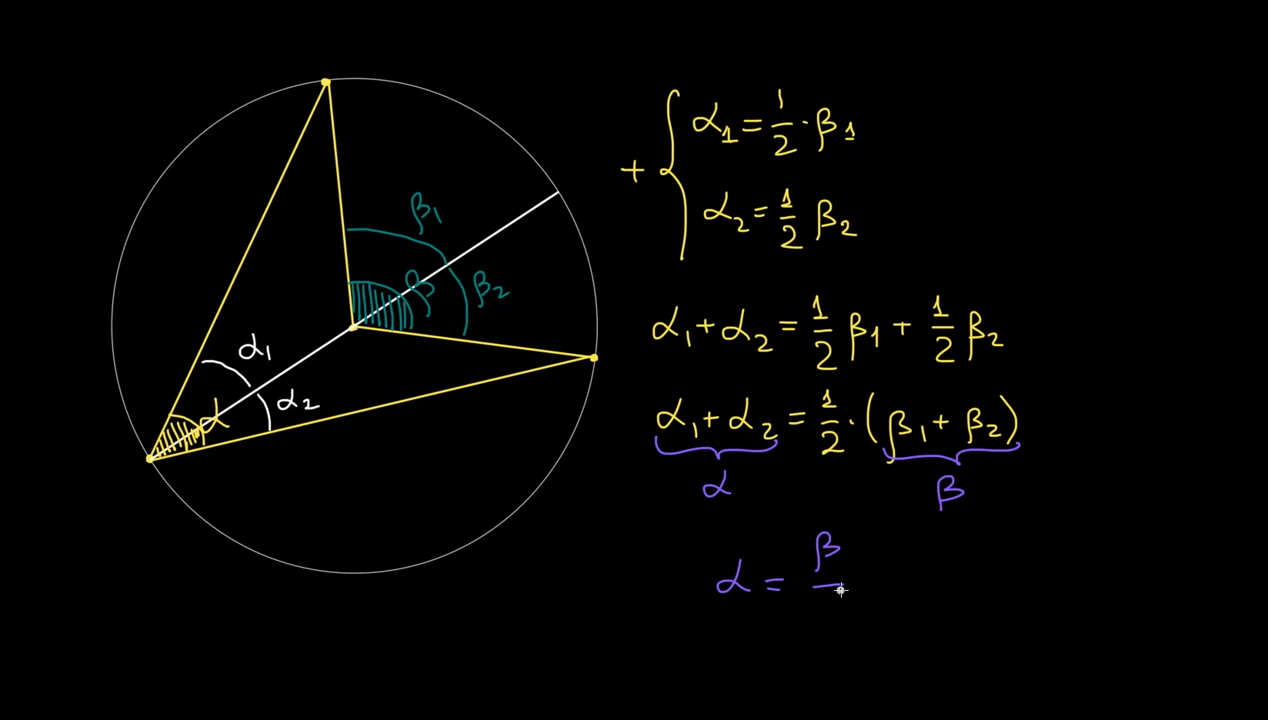 β₁
β
β₂
α₁
α₂
α
+ { α₁ = 1/2 · β₁
α₂ = 1/2 β₂
α₁ + α₂ = 1/2 β₁ + 1/2 β₂
α₁ + α₂ = 1/2 · (β₁ + β₂)
α β
α = β/